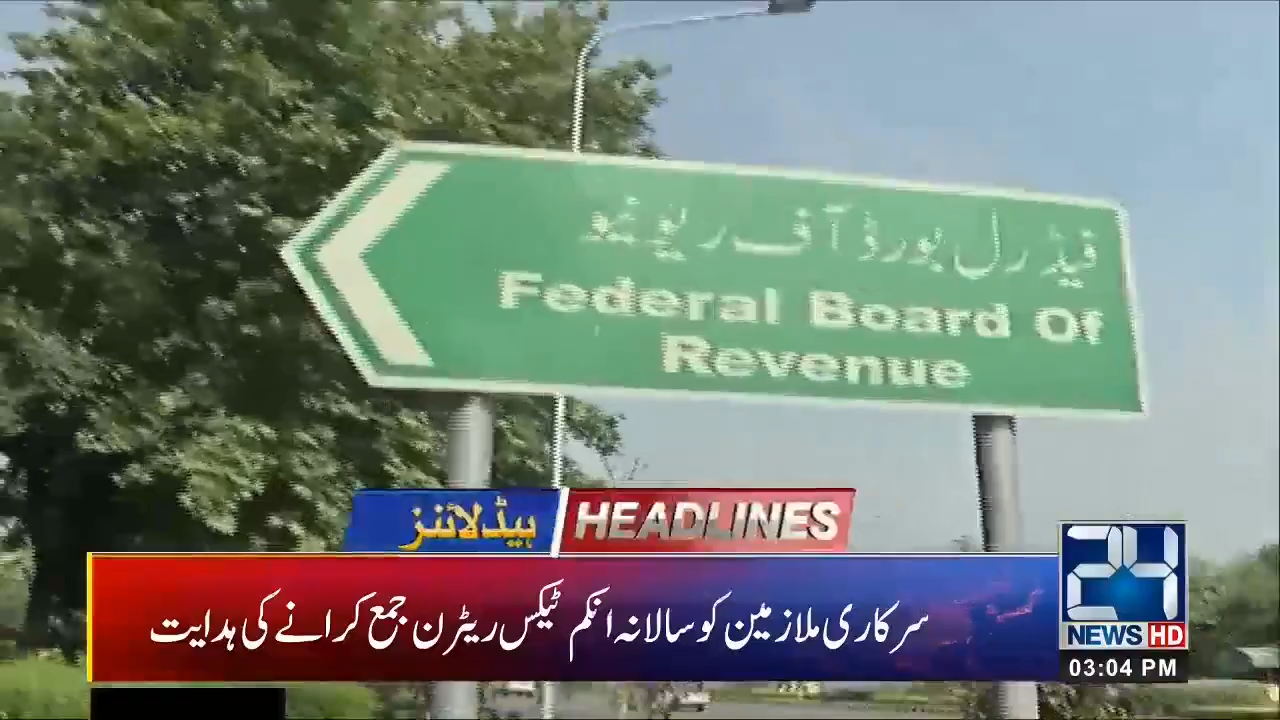 فیڈرل بورڈ آف ریونیو
Federal Board Of
Revenue
ہیڈلائنز HEADLINES
سرکاری ملازمین کو سالانہ انکم ٹیکس ریٹرن جمع کرانے کی ہدایت
24
NEWS HD
03:04 PM